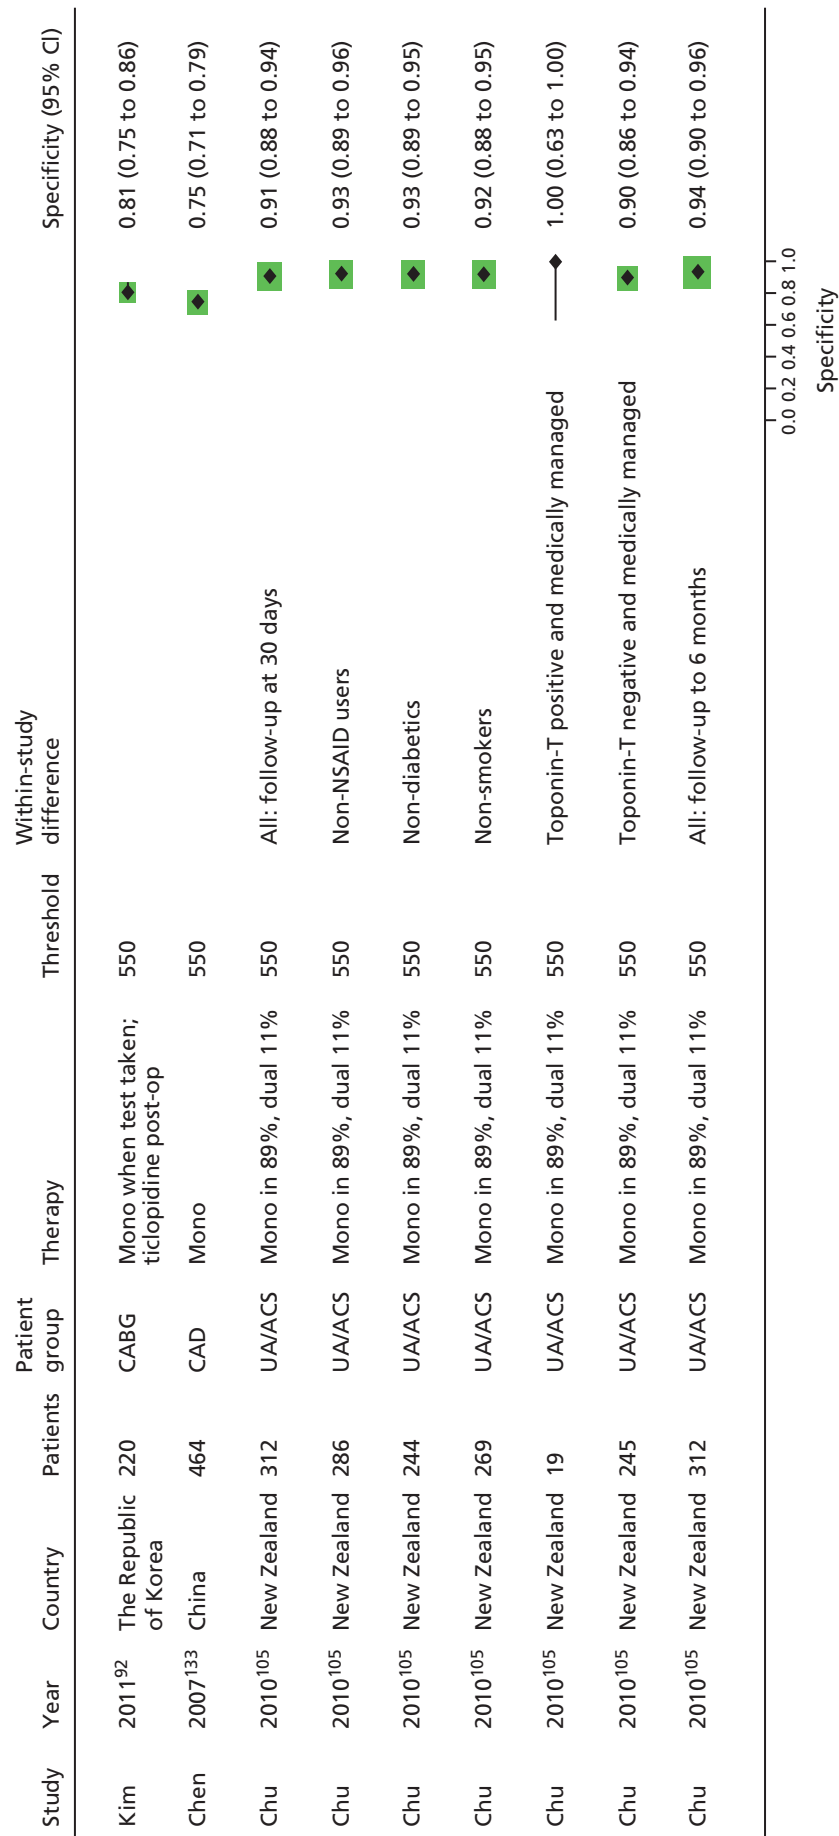 Study Year Country Patients Patient group Therapy Threshold Within-study difference Specificity (95% CI)
Kim 2011⁹² The Republic of Korea 220 CABG Mono when test taken; ticlopidine post-op 550 0.81 (0.75 to 0.86)
Chen 2007¹³³ China 464 CAD Mono 550 0.75 (0.71 to 0.79)
Chu 2010¹⁰⁵ New Zealand 312 UA/ACS Mono in 89%, dual 11% 550 All: follow-up at 30 days 0.91 (0.88 to 0.94)
Chu 2010¹⁰⁵ New Zealand 286 UA/ACS Mono in 89%, dual 11% 550 Non-NSAID users 0.93 (0.89 to 0.96)
Chu 2010¹⁰⁵ New Zealand 244 UA/ACS Mono in 89%, dual 11% 550 Non-diabetics 0.93 (0.89 to 0.95)
Chu 2010¹⁰⁵ New Zealand 269 UA/ACS Mono in 89%, dual 11% 550 Non-smokers 0.92 (0.88 to 0.95)
Chu 2010¹⁰⁵ New Zealand 19 UA/ACS Mono in 89%, dual 11% 550 Toponin-T positive and medically managed 1.00 (0.63 to 1.00)
Chu 2010¹⁰⁵ New Zealand 245 UA/ACS Mono in 89%, dual 11% 550 Toponin-T negative and medically managed 0.90 (0.86 to 0.94)
Chu 2010¹⁰⁵ New Zealand 312 UA/ACS Mono in 89%, dual 11% 550 All: follow-up to 6 months 0.94 (0.90 to 0.96)
0.0 0.2 0.4 0.6 0.8 1.0
Specificity